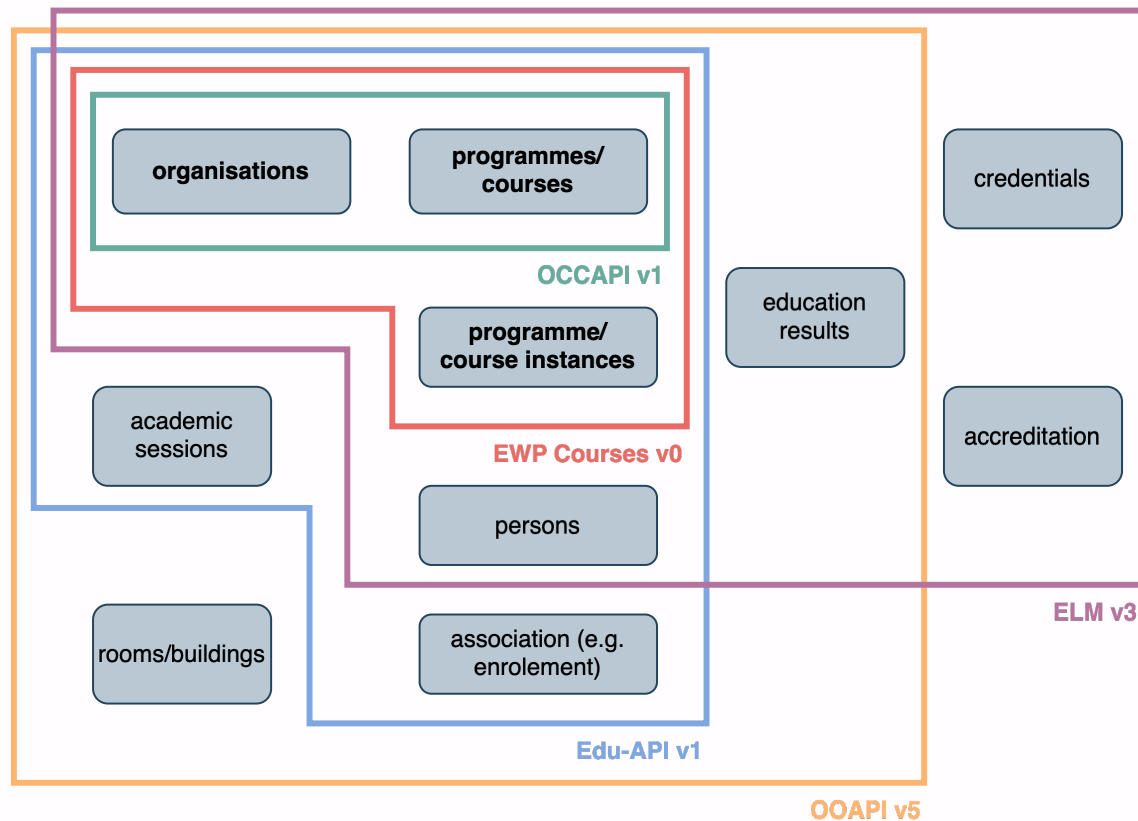 organisations
programmes/
courses
credentials
OCCAPI v1
education
results
programme/
course instances
academic
sessions
accreditation
EWP Courses v0
persons
ELM v3
rooms/buildings
association (e.g.
enrolement)
Edu-API v1
OOAPI v5